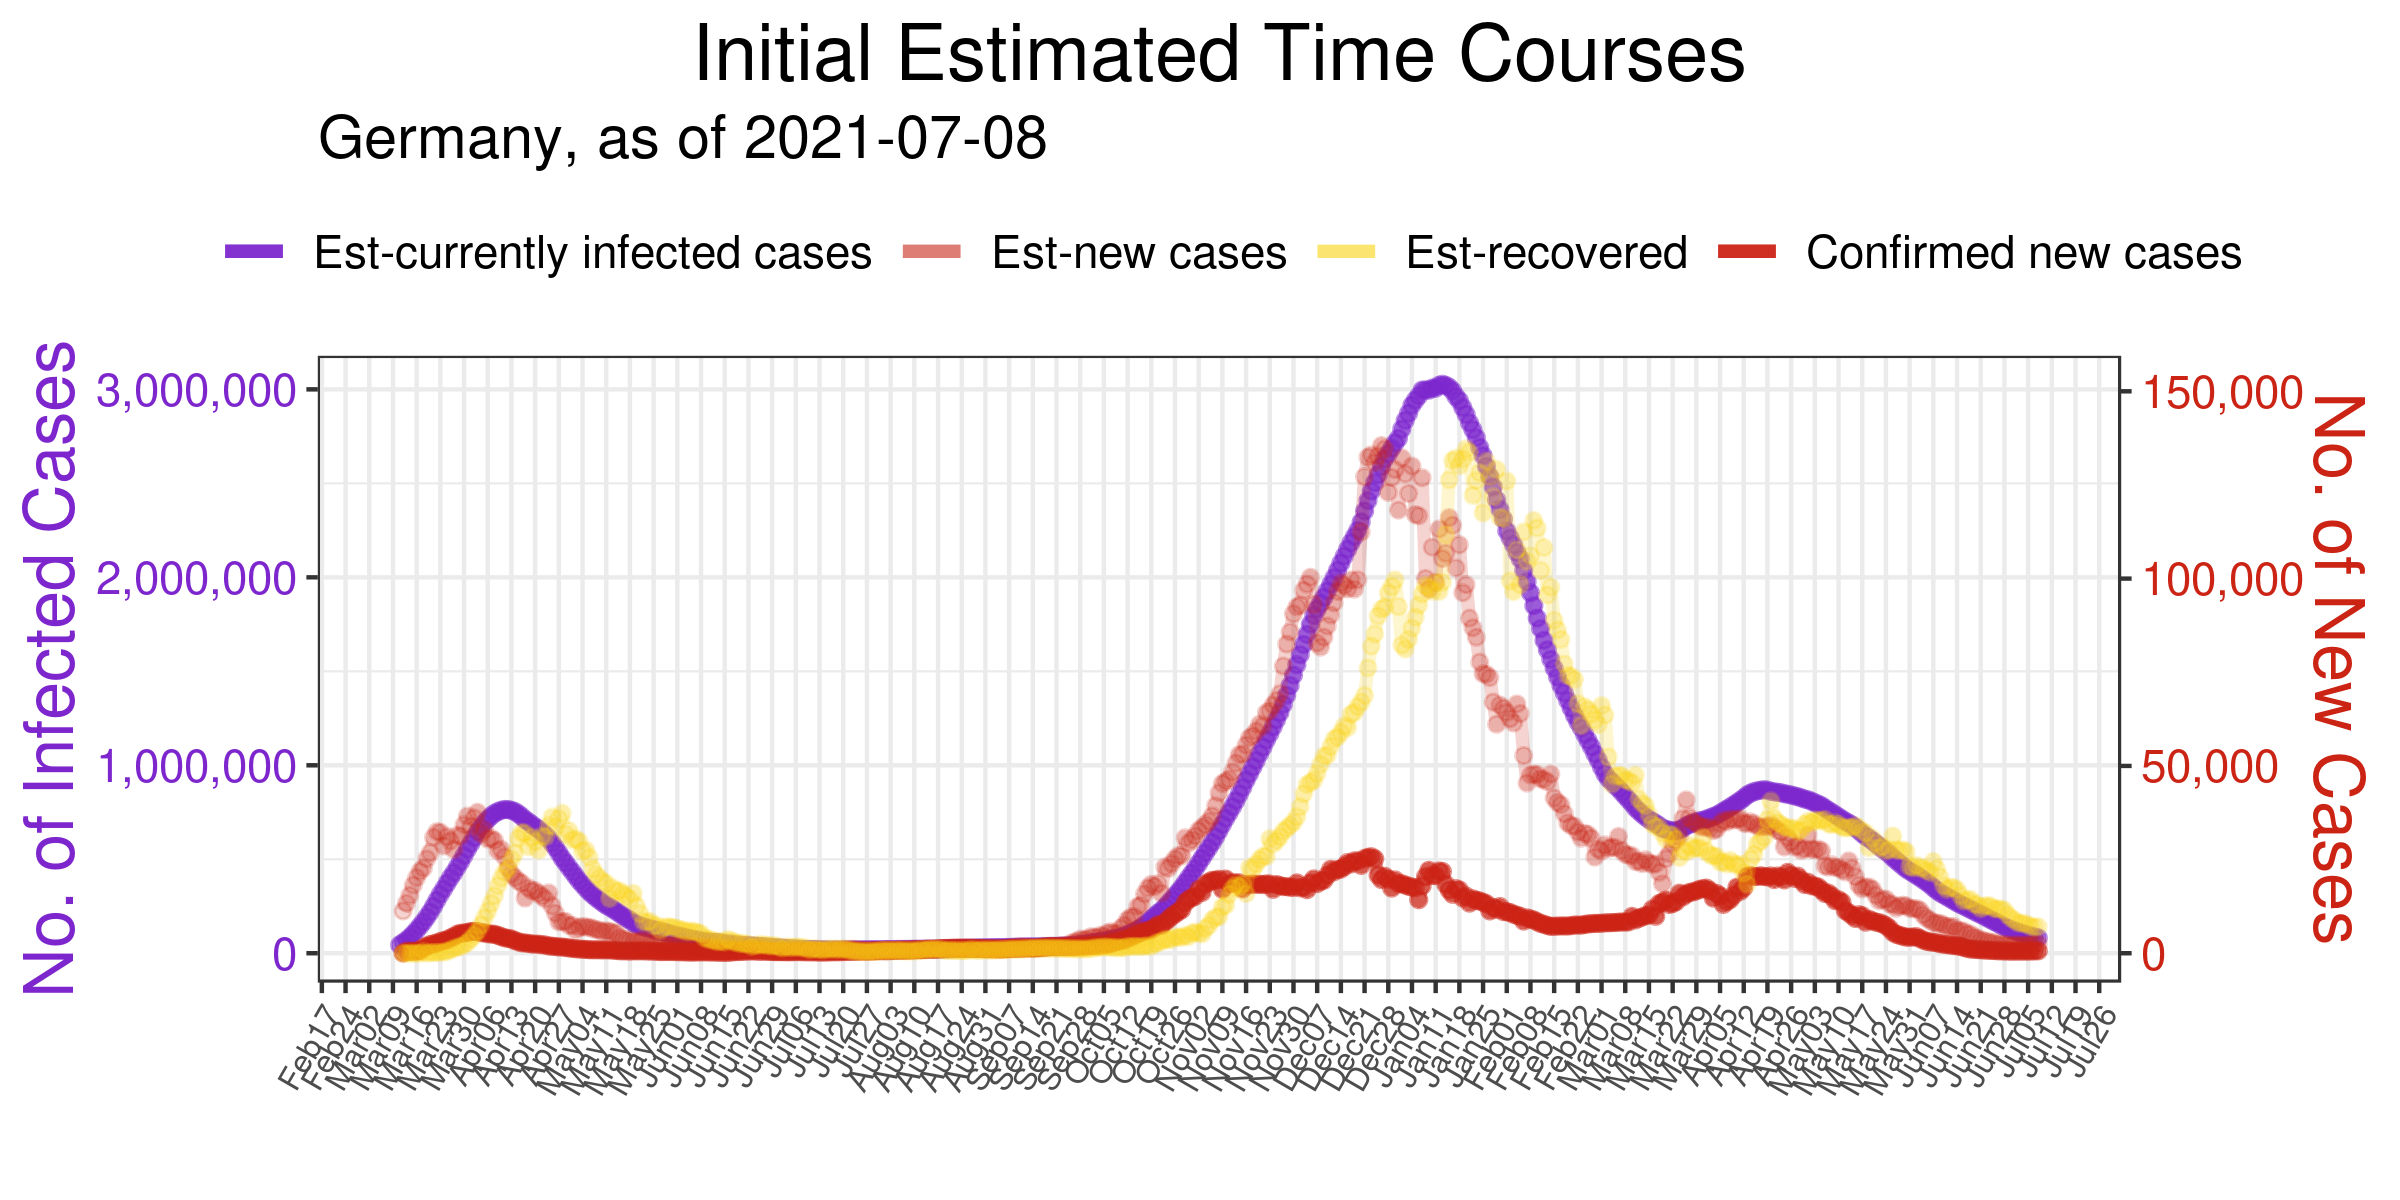 Initial Estimated Time Courses
Germany, as of 2021-07-08
Est-currently infected cases Est-new cases Est-recovered Confirmed new cases
No. of Infected Cases
3,000,000
2,000,000
1,000,000
0
150,000
100,000
50,000
0
No. of New Cases
Feb17
Feb24
Mar02
Mar09
Mar16
Mar23
Mar30
Apr06
Apr13
Apr20
Apr27
May04
May11
May18
May25
Jun01
Jun08
Jun15
Jun22
Jun29
Jul06
Jul13
Jul20
Jul27
Aug03
Aug10
Aug17
Aug24
Aug31
Sep07
Sep14
Sep21
Sep28
Oct05
Oct12
Oct19
Oct26
Nov02
Nov09
Nov16
Nov23
Nov30
Dec07
Dec14
Dec21
Dec28
Jan04
Jan11
Jan18
Jan25
Feb01
Feb08
Feb15
Feb22
Mar01
Mar08
Mar15
Mar22
Mar29
Apr05
Apr12
Apr19
Apr26
May03
May10
May17
May24
May31
Jun07
Jun14
Jun21
Jun28
Jul05
Jul12
Jul19
Jul26